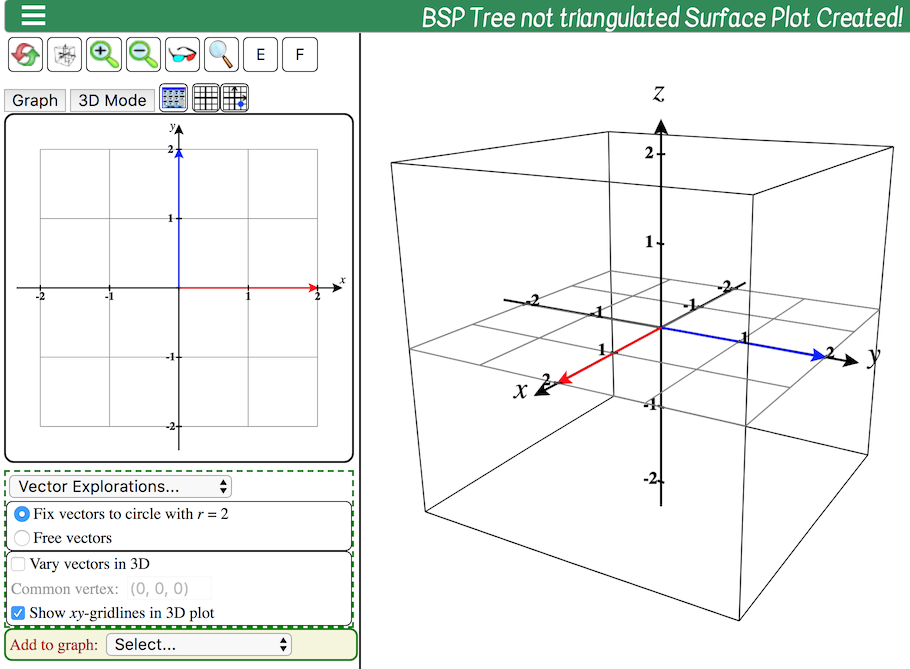 BSP Tree not triangulated Surface Plot Created!
E
F
Graph
3D Mode
y
2
1
-2
-1
1
2
x
-1
-2
Vector Explorations...
Fix vectors to circle with r = 2
Free vectors
Vary vectors in 3D
Common vertex: (0, 0, 0)
Show xy-gridlines in 3D plot
Add to graph: Select...
z
2
1
-2
-2
-1
-1
1
1
2
2
y
x
-1
-2